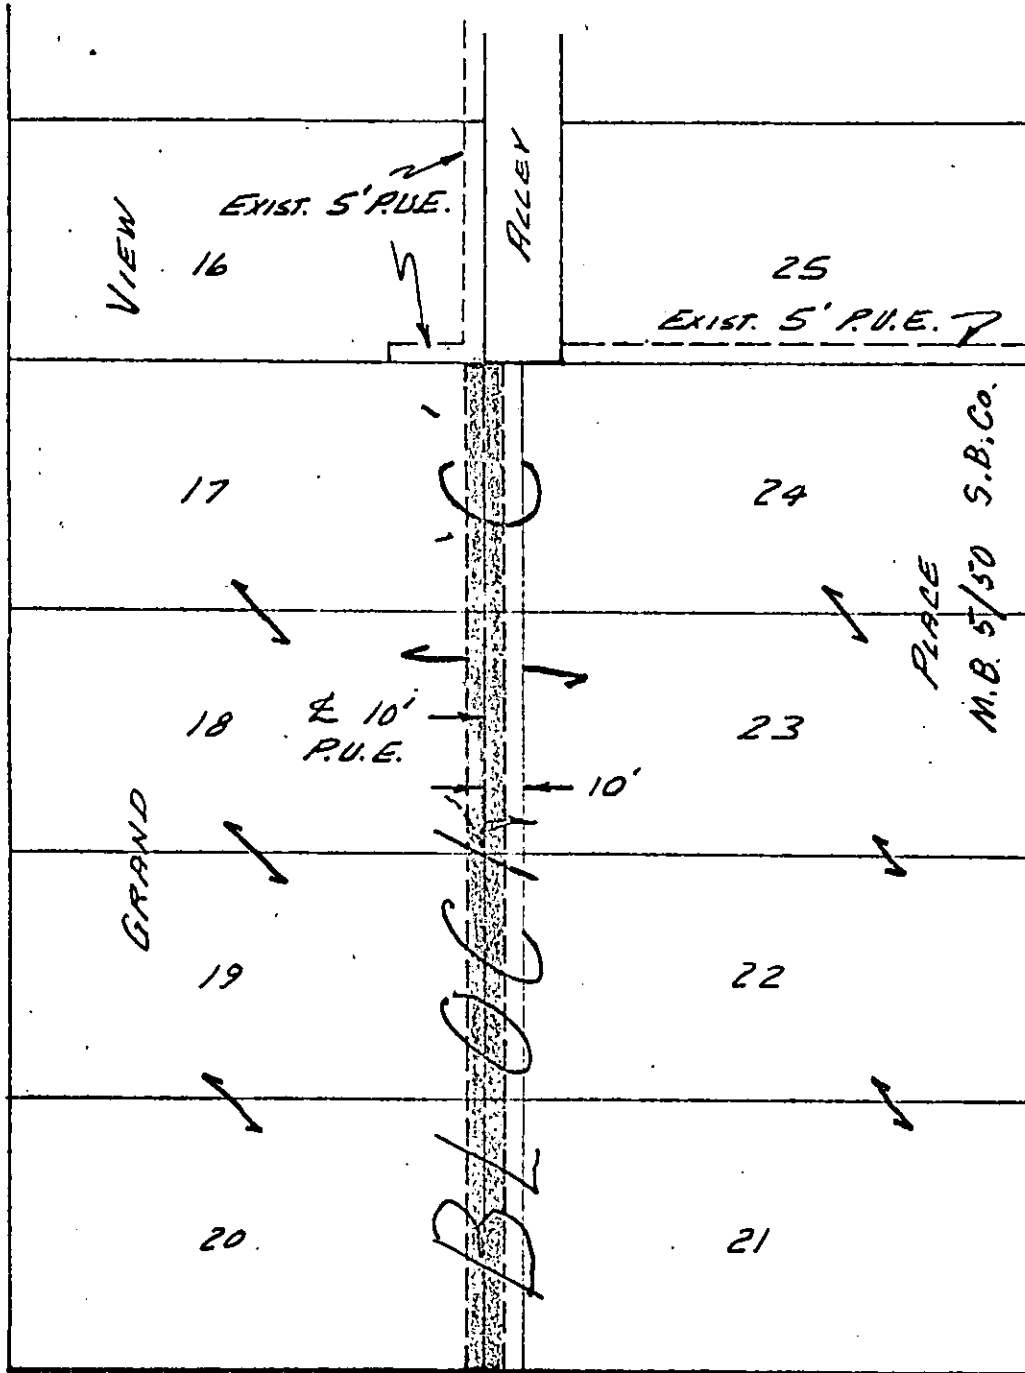 EXIST. 5' P.U.E.
ALLEY
VIEW
16
25
EXIST. 5' P.U.E.
17
24
PLACE
M.B. 5/50 S.B. Co.
18
℄ 10'
P.U.E.
23
10'
GRAND
19
22
20
21